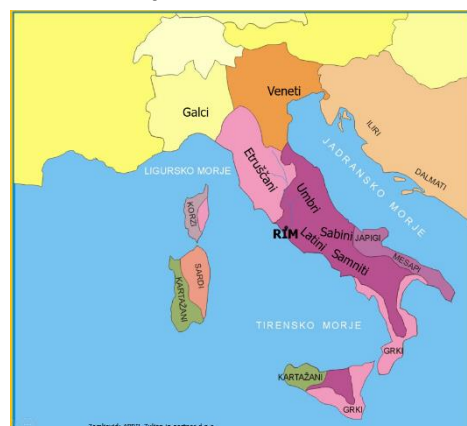 Veneti
Galci
ILIRI
JADRANSKO MORJE
DALMATI
LIGURSKO MORJE
Etruščani
Umbri
KORZI
RIM
Sabini
JAPIGI
Latini
Samniti
MESAPI
SARDI
KARTAŽANI
TIRENSKO MORJE
GRKI
KARTAŽANI
GRKI